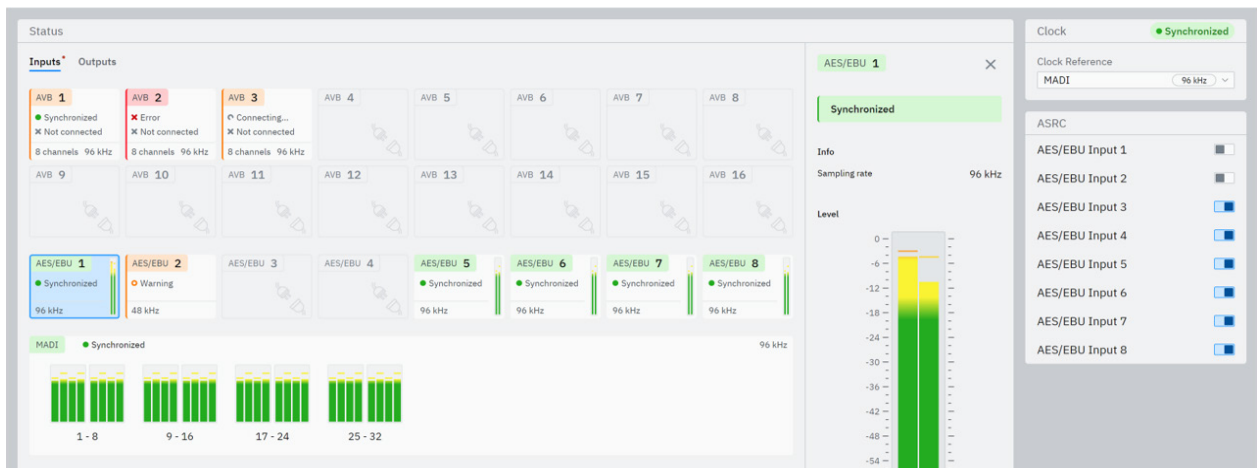 Status
Inputs* Outputs
AVB 1
Synchronized
Not connected
8 channels 96 kHz
AVB 2
Error
Not connected
8 channels 96 kHz
AVB 3
Connecting...
Not connected
8 channels 96 kHz
AVB 4
AVB 5
AVB 6
AVB 7
AVB 8
AVB 9
AVB 10
AVB 11
AVB 12
AVB 13
AVB 14
AVB 15
AVB 16
AES/EBU 1
Synchronized
96 kHz
AES/EBU 2
Warning
48 kHz
AES/EBU 3
AES/EBU 4
AES/EBU 5
Synchronized
96 kHz
AES/EBU 6
Synchronized
96 kHz
AES/EBU 7
Synchronized
96 kHz
AES/EBU 8
Synchronized
96 kHz
MADI Synchronized 96 kHz
1 - 8 9 - 16 17 - 24 25 - 32
AES/EBU 1
Synchronized
Info
Sampling rate 96 kHz
Level
0
-6
-12
-18
-24
-30
-36
-42
-48
-54
Clock Synchronized
Clock Reference
MADI 96 kHz
ASRC
AES/EBU Input 1
AES/EBU Input 2
AES/EBU Input 3
AES/EBU Input 4
AES/EBU Input 5
AES/EBU Input 6
AES/EBU Input 7
AES/EBU Input 8